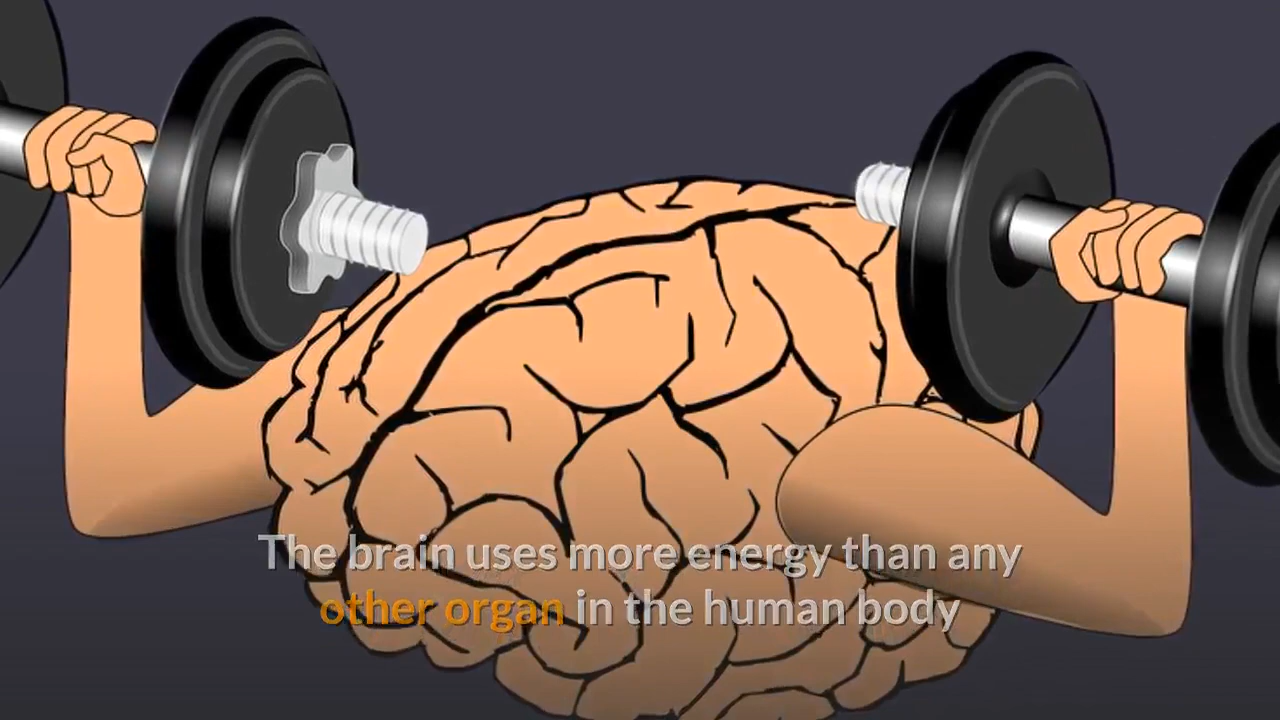 The brain uses more energy than any
other organ in the human body